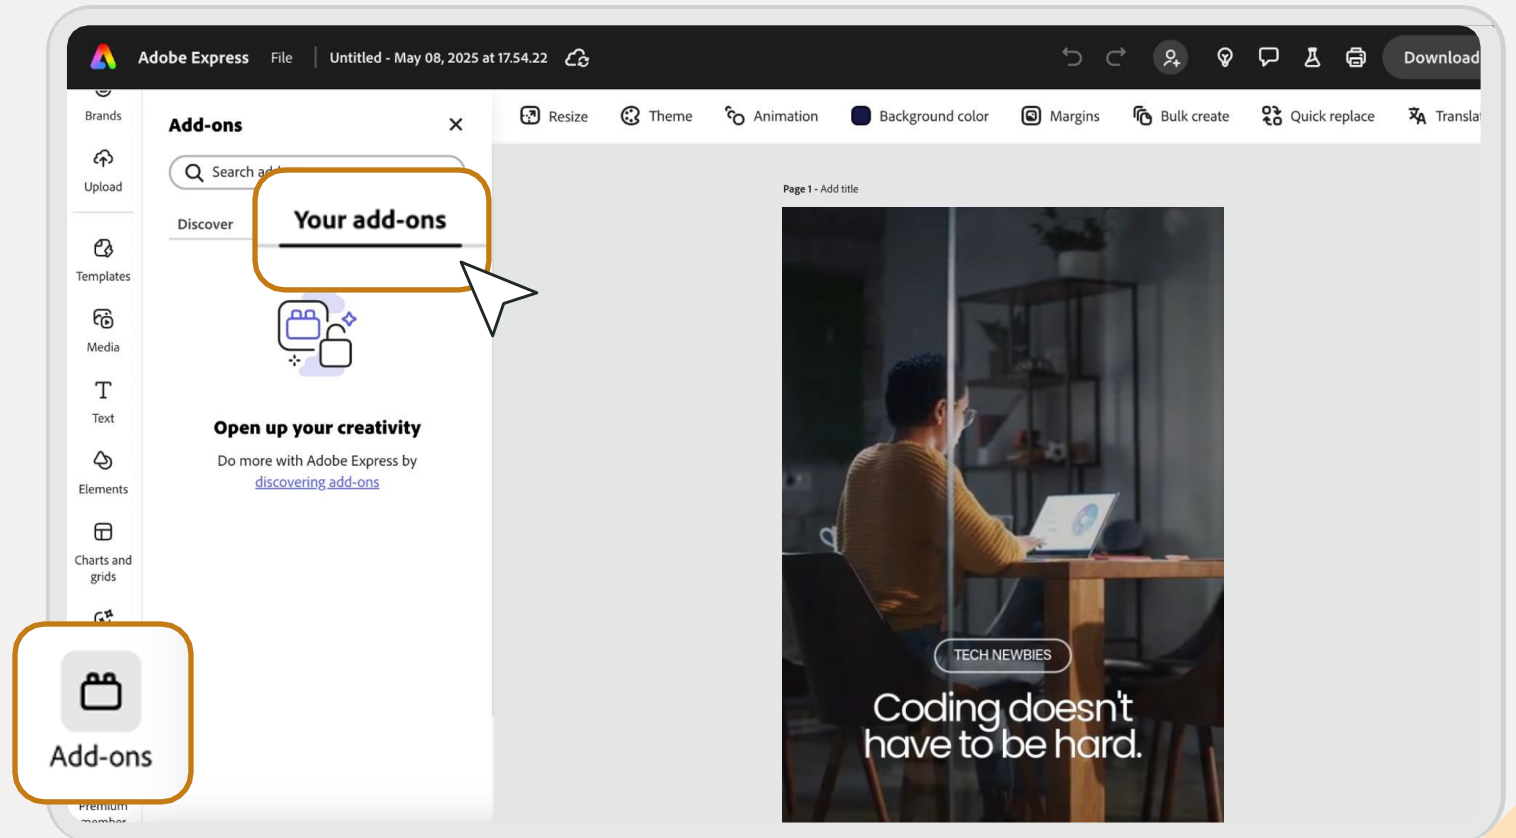 Adobe Express File Untitled - May 08, 2025 at 17.54.22 Download
Brands
Upload
Templates
Media
Text
Elements
Charts and
grids
Add-ons
Premium
member
Add-ons
Search
Discover Your add-ons
Open up your creativity
Do more with Adobe Express by
discovering add-ons
Resize Theme Animation Background color Margins Bulk create Quick replace
Page 1 - Add title
TECH NEWBIES
Coding doesn't
have to be hard.